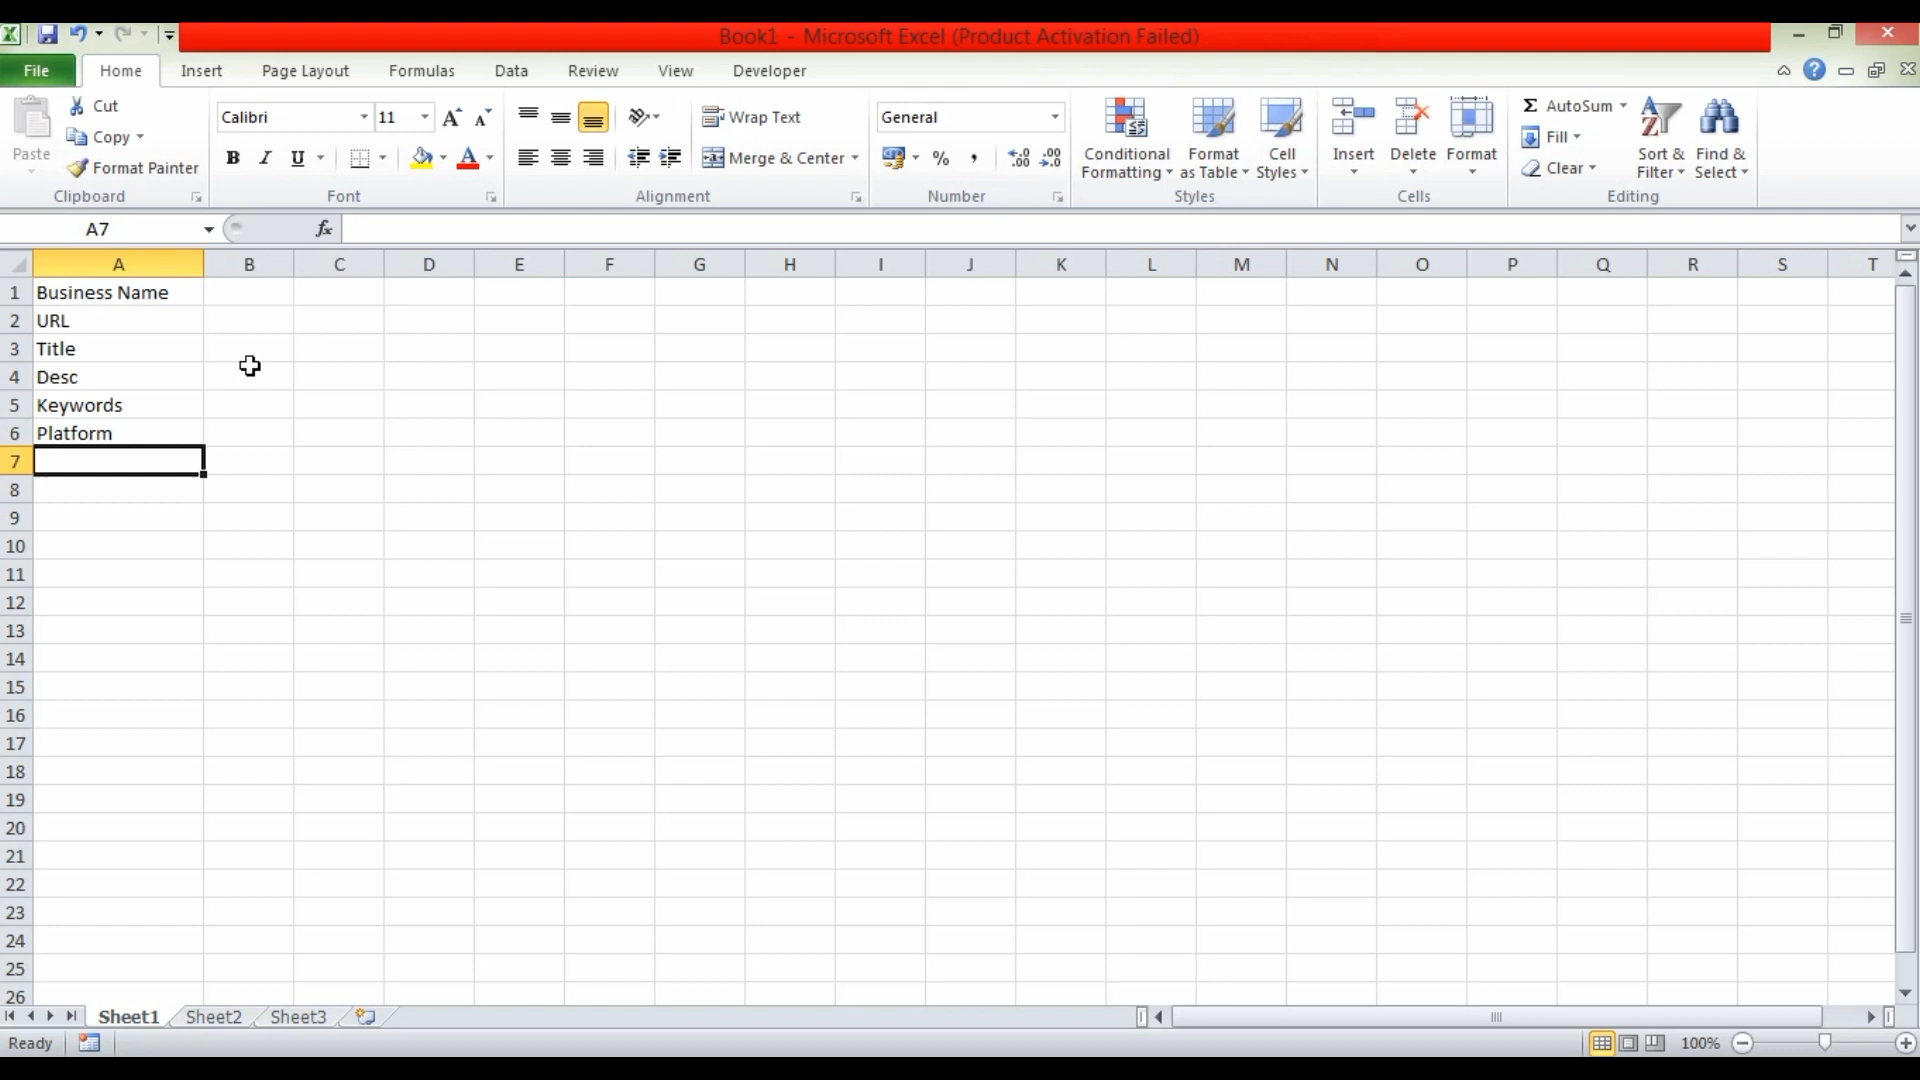 Book1 - Microsoft Excel (Product Activation Failed)
File Home Insert Page Layout Formulas Data Review View Developer
Paste
Cut
Copy
Format Painter
Clipboard
Calibri 11
B I U
Font
Wrap Text
Merge & Center
Alignment
General
%
Number
Conditional Formatting
Format as Table
Cell Styles
Styles
Insert Delete Format
Cells
AutoSum
Fill
Clear
Sort & Filter
Find & Select
Editing
A7 fx
A B C D E F G H I J K L M N O P Q R S T
1 Business Name
2 URL
3 Title
4 Desc
5 Keywords
6 Platform
7
8
9
10
11
12
13
14
15
16
17
18
19
20
21
22
23
24
25
26
Sheet1 Sheet2 Sheet3
Ready 100%